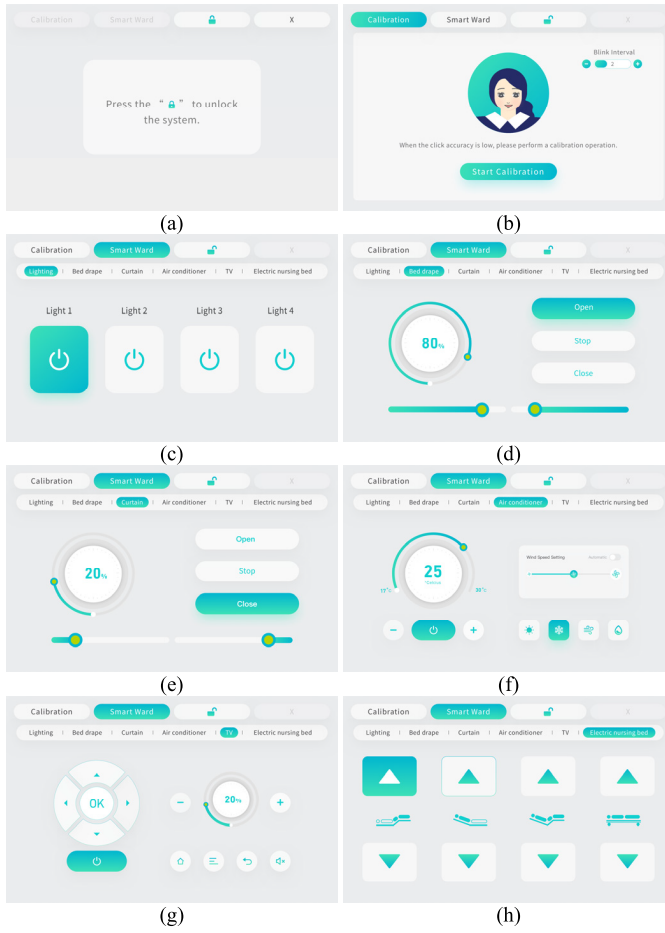 Calibration Smart Ward X
Press the “ ” to unlock
the system.
(a)
Calibration Smart Ward X
Blink Interval
2
When the click accuracy is low, please perform a calibration operation.
Start Calibration
(b)
Calibration Smart Ward X
Lighting Bed drape Curtain Air conditioner TV Electric nursing bed
Light 1 Light 2 Light 3 Light 4
(c)
Calibration Smart Ward X
Lighting Bed drape Curtain Air conditioner TV Electric nursing bed
80%
Open
Stop
Close
(d)
Calibration Smart Ward X
Lighting Bed drape Curtain Air conditioner TV Electric nursing bed
20%
Open
Stop
Close
(e)
Calibration Smart Ward X
Lighting Bed drape Curtain Air conditioner TV Electric nursing bed
25
Wind Speed Setting Automatic
(f)
Calibration Smart Ward X
Lighting Bed drape Curtain Air conditioner TV Electric nursing bed
OK
20%
(g)
Calibration Smart Ward X
Lighting Bed drape Curtain Air conditioner TV Electric nursing bed
(h)